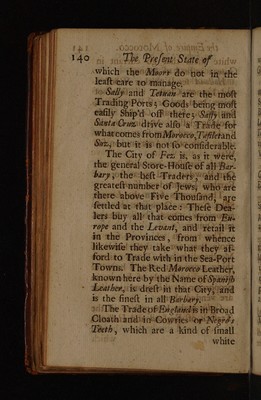 140 The Present State of
which the Moors do not in the
least care to manage.
Sally and Tetuan are the most
Trading Ports; Goods being most
easily Ship'd off there; Saffy and
Santa Cruz drive also a Trade for
what comes from Morocco, Tafilet and
Suz, but it is not so considerable.
The City of Fez is, as it were,
the general Store-House of all Bar-
bary; the best Traders, and the
greatest number of Jews, who are
there above Five Thousand, are
settled at that place: These Dea-
lers buy all that comes from Eu-
rope and the Levant, and retail it
in the Provinces, from whence
likewise they take what they af-
ford to Trade with in the Sea-Port
Towns. The Red Morocco Leather,
known here by the Name of Spanish
Leather, is drest in that City, and
is the finest in all Barbary.
The Trade of England is in Broad
Cloath and in Cowries or Negro's
Teeth, which are a kind of small
white